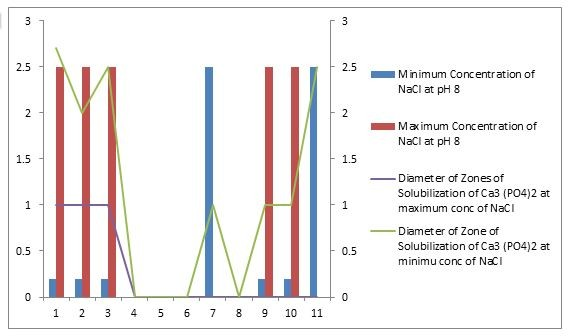 3
2.5
2
1.5
1
0.5
0
3
2.5
2
1.5
1
0.5
0
1 2 3 4 5 6 7 8 9 10 11
Minimum Concentration of
NaCl at pH 8
Maximum Concentration of
NaCl at pH 8
Diameter of Zones of
Solubilization of Ca3 (PO4)2 at
maximum conc of NaCl
Diameter of Zone of
Solubilization of Ca3 (PO4)2 at
minimu conc of NaCl